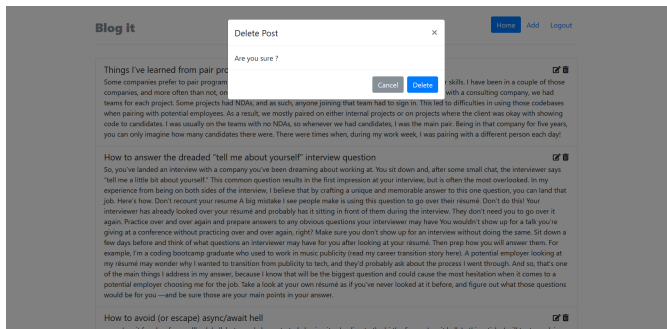 Blog it
Home Add Logout
Delete Post ×
Are you sure ?
Cancel Delete
Things I've learned from pair pro
Some companies prefer to pair program r skills. I have been in a couple of those
companies, and more often than not, on with a consulting company, we had
teams for each project. Some projects had NDAs, and as such, anyone joining that team had to sign in. This led to difficulties in using those codebases
when pairing with potential employees. As a result, we mostly paired on either internal projects or on projects where the client was okay with showing
code to candidates. I was usually on the teams with no NDAs, so whenever we had candidates, I was the main pair. Being in that company for five years,
you can only imagine how many candidates there were. There were times when, during my work week, I was pairing with a different person each day!
How to answer the dreaded "tell me about yourself" interview question
So, you've landed an interview with a company you've been dreaming about working at. You sit down and, after some small chat, the interviewer says
"tell me a little bit about yourself." This common question results in the first impression at your interview, but is often the most overlooked. In my
experience from being on both sides of the interview, I believe that by crafting a unique and memorable answer to this one question, you can land that
job. Here's how. Don't recount your resume A big mistake I see people make is using this question to go over their résumé. Don't do this! Your
interviewer has already looked over your résumé and probably has it sitting in front of them during the interview. They don't need you to go over it
again. Practice over and over again and prepare answers to any obvious questions your interviewer may have You wouldn't show up for a talk you're
giving at a conference without practicing over and over again, right? Make sure you don't show up for an interview without doing the same. Sit down a
few days before and think of what questions an interviewer may have for you after looking at your résumé. Then prep how you will answer them. For
example, I'm a coding bootcamp graduate who used to work in music publicity (read my career transition story here). A potential employer looking at
my résumé may wonder why I wanted to transition from publicity to tech, and they'd probably ask about the process I went through. And so, that's one
of the main things I address in my answer, because I know that will be the biggest question and could cause the most hesitation when it comes to a
potential employer choosing me for the job. Take a look at your own résumé as if you've never looked at it before, and figure out what those questions
would be for you —and be sure those are your main points in your answer.
How to avoid (or escape) async/await hell